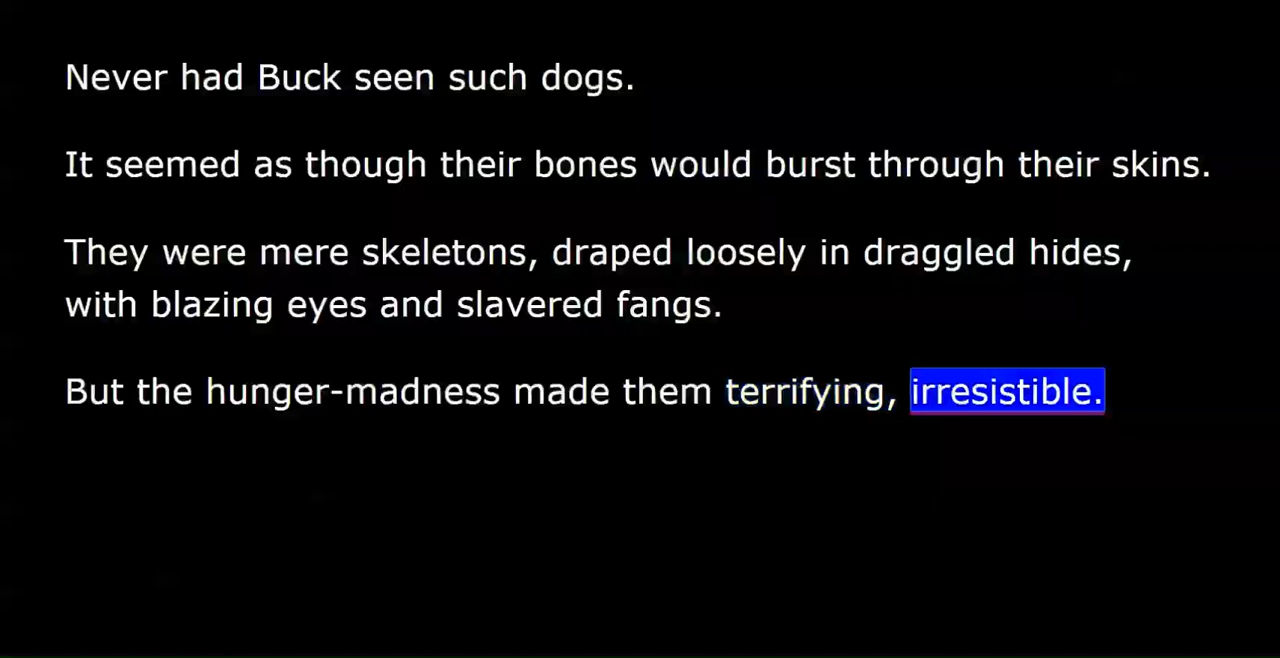 Never had Buck seen such dogs.
It seemed as though their bones would burst through their skins.
They were mere skeletons, draped loosely in draggled hides,
with blazing eyes and slavered fangs.
But the hunger-madness made them terrifying, irresistible.